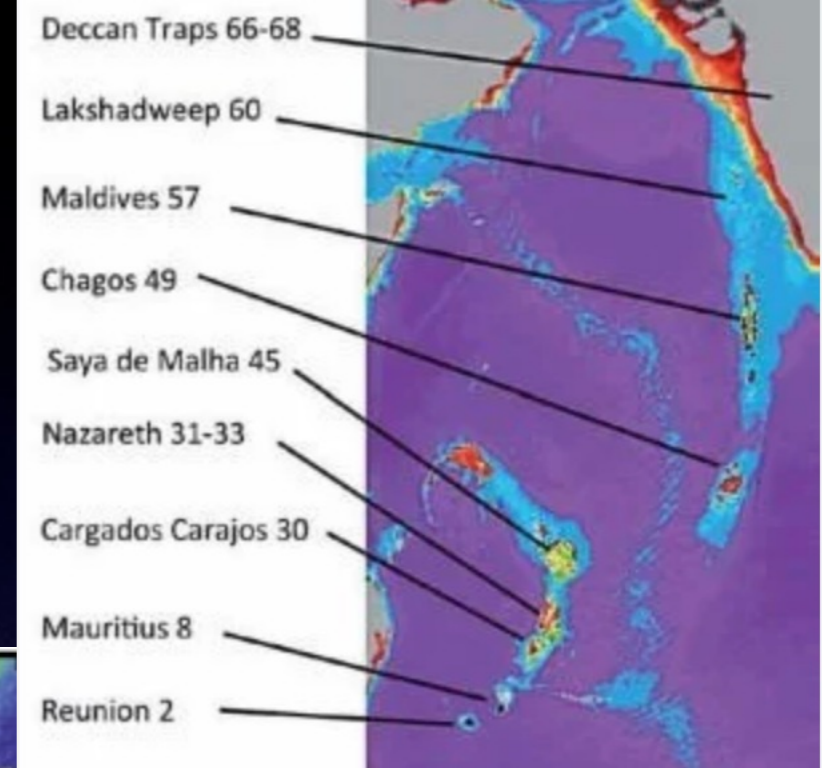 Deccan Traps 66-68
Lakshadweep 60
Maldives 57
Chagos 49
Saya de Malha 45
Nazareth 31-33
Cargados Carajos 30
Mauritius 8
Reunion 2